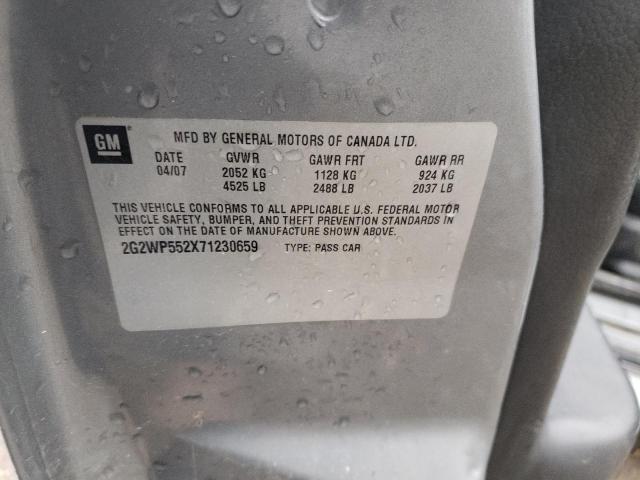 GM
MFD BY GENERAL MOTORS OF CANADA LTD.
DATE GVWR GAWR FRT GAWR RR
04/07 2052 KG 1128 KG 924 KG
4525 LB 2488 LB 2037 LB
THIS VEHICLE CONFORMS TO ALL APPLICABLE U.S. FEDERAL MOTOR
VEHICLE SAFETY, BUMPER, AND THEFT PREVENTION STANDARDS IN
EFFECT ON THE DATE OF MANUFACTURE SHOWN ABOVE.
2G2WP552X71230659 TYPE: PASS CAR